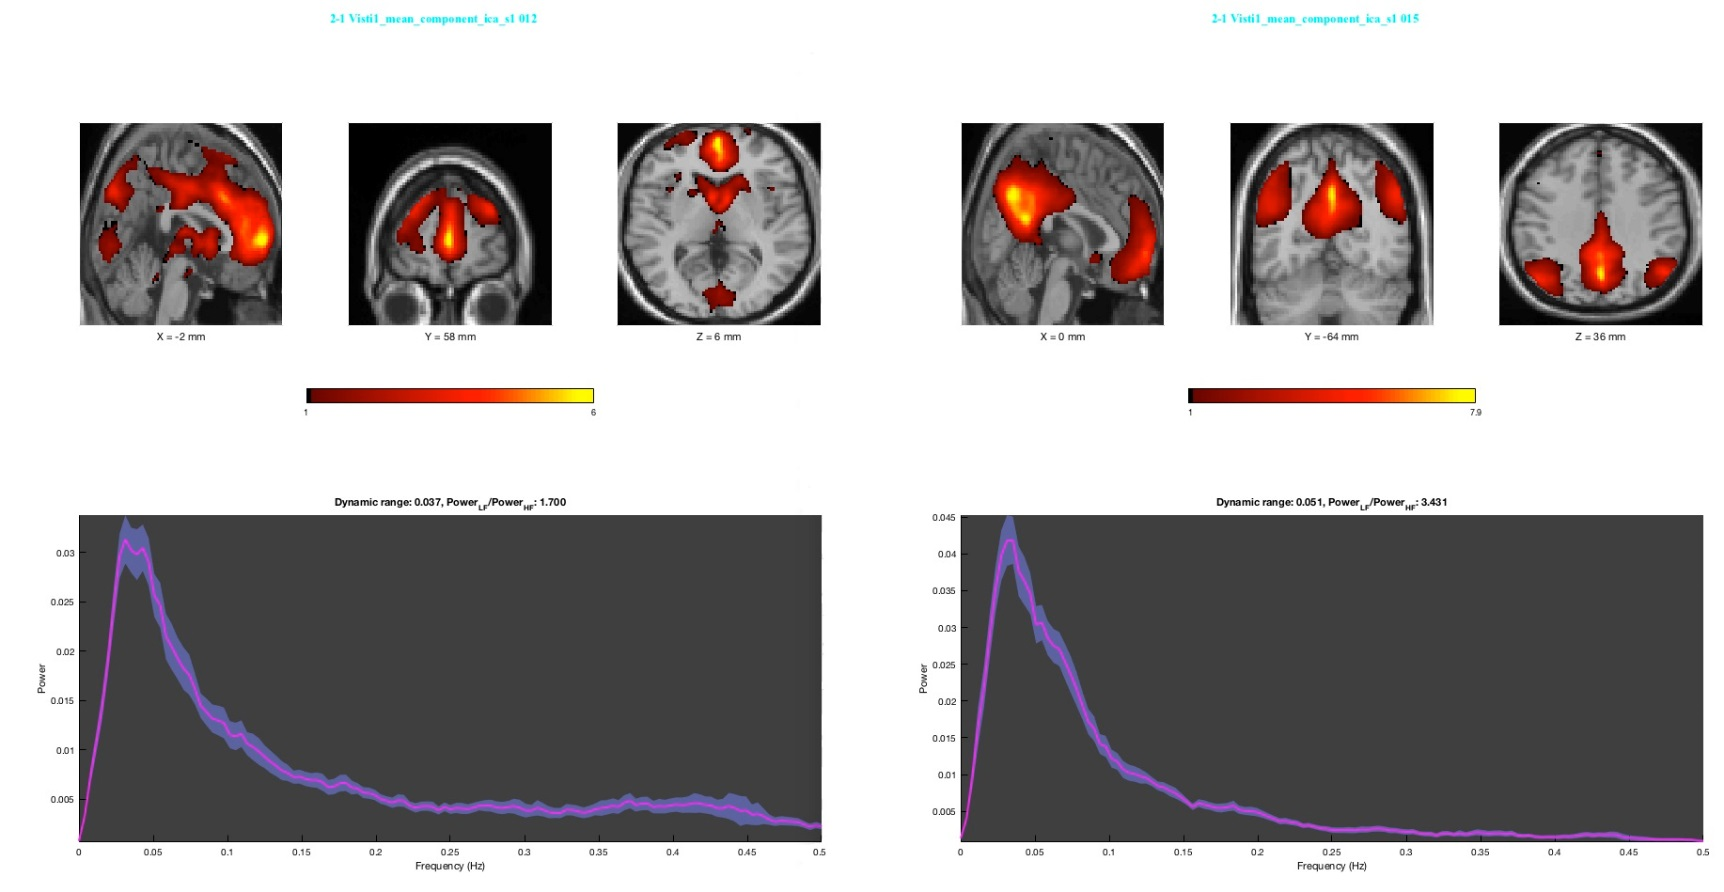 2-1 Visti1_mean_component_ica_s1 012
X = -2 mm
Y = 58 mm
Z = 6 mm
1
6
Dynamic range: 0.037, PowerLF/PowerHF: 1.700
Power
0.03
0.025
0.02
0.015
0.01
0.005
0
0.05
0.1
0.15
0.2
0.25
0.3
0.35
0.4
0.45
0.5
Frequency (Hz)
2-1 Visti1_mean_component_ica_s1 015
X = 0 mm
Y = -64 mm
Z = 36 mm
1
7.9
Dynamic range: 0.051, PowerLF/PowerHF: 3.431
Power
0.045
0.04
0.035
0.03
0.025
0.02
0.015
0.01
0.005
0
0.05
0.1
0.15
0.2
0.25
0.3
0.35
0.4
0.45
0.5
Frequency (Hz)